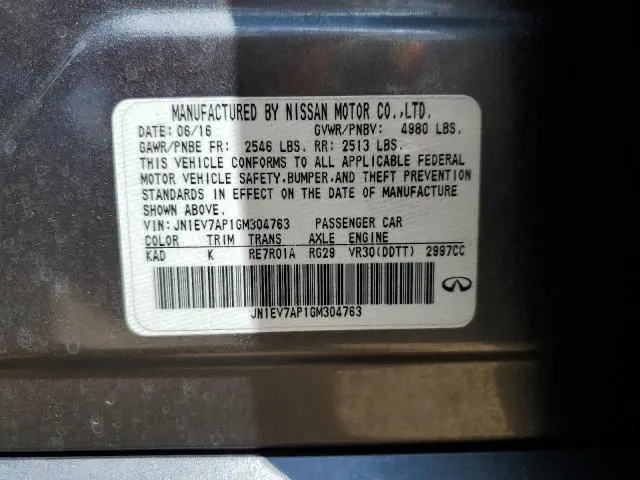 MANUFACTURED BY NISSAN MOTOR CO.,LTD.
DATE: 06/16 GVWR/PNBV: 4980 LBS.
GAWR/PNBE FR: 2546 LBS. RR: 2513 LBS.
THIS VEHICLE CONFORMS TO ALL APPLICABLE FEDERAL
MOTOR VEHICLE SAFETY,BUMPER,AND THEFT PREVENTION
STANDARDS IN EFFECT ON THE DATE OF MANUFACTURE
SHOWN ABOVE.
VIN: JN1EV7AP1GM304763 PASSENGER CAR
COLOR TRIM TRANS AXLE ENGINE
KAD K RE7R01A RG29 VR30(DDTT) 2997CC
JN1EV7AP1GM304763